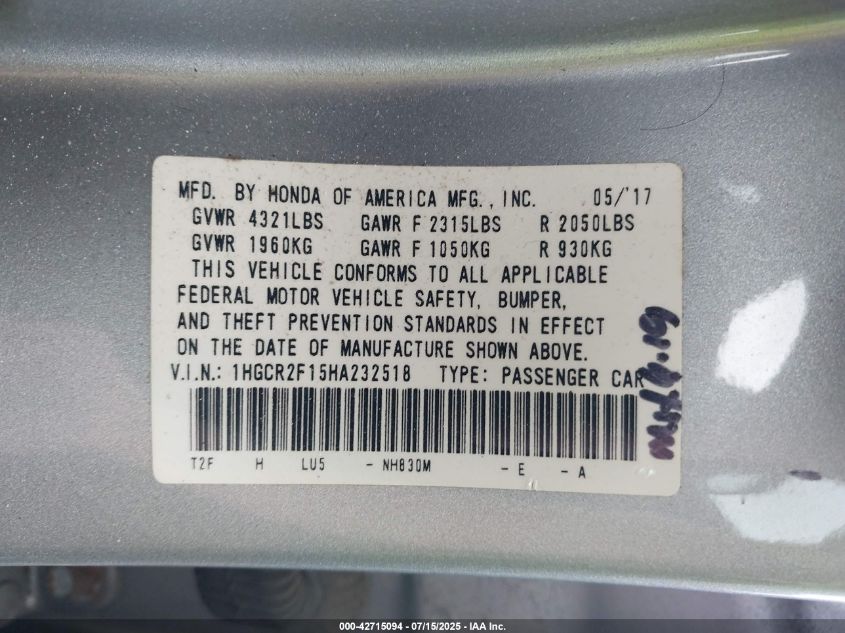 MFD. BY HONDA OF AMERICA MFG., INC. 05/'17
GVWR 4321LBS GAWR F 2315LBS R 2050LBS
GVWR 1960KG GAWR F 1050KG R 930KG
THIS VEHICLE CONFORMS TO ALL APPLICABLE
FEDERAL MOTOR VEHICLE SAFETY, BUMPER,
AND THEFT PREVENTION STANDARDS IN EFFECT
ON THE DATE OF MANUFACTURE SHOWN ABOVE.
V.I.N.: 1HGCR2F15HA232518 TYPE: PASSENGER CAR
T2F H LU5 - NH830M - E - A
000-42715094 - 07/15/2025 - IAA Inc.